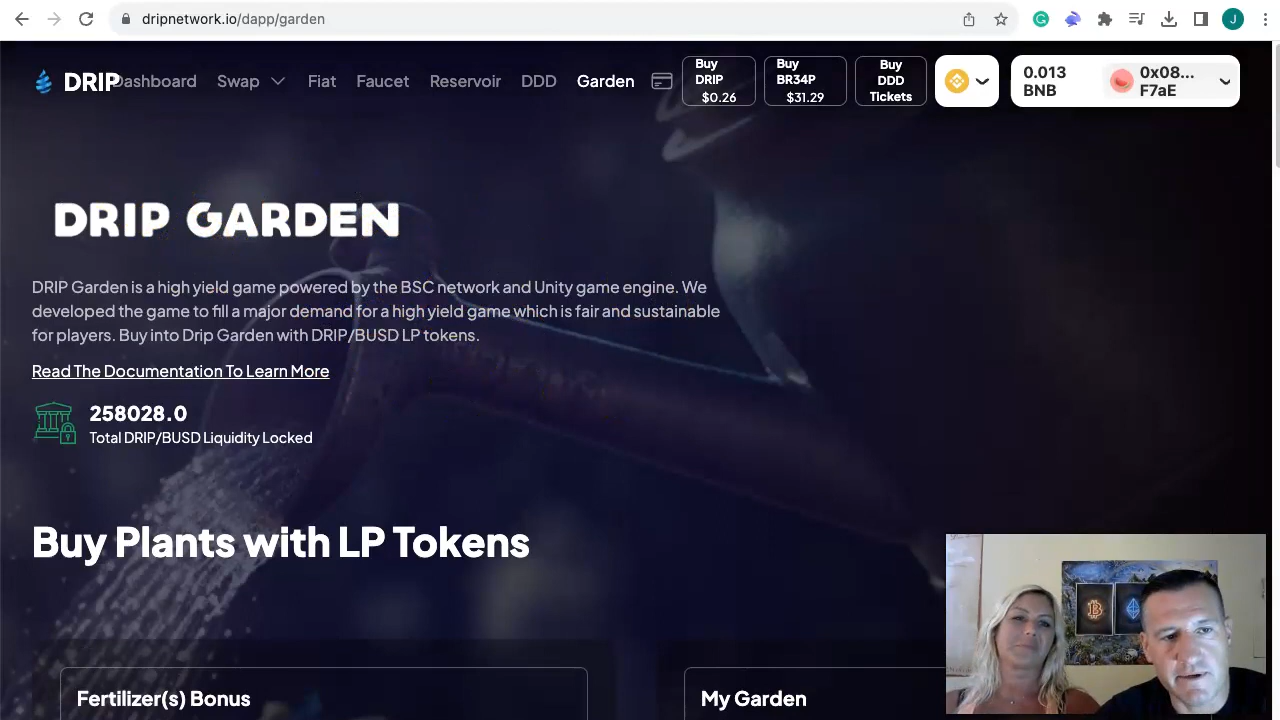 dripnetwork.io/dapp/garden
J
DRIP
Dashboard
Swap
Fiat
Faucet
Reservoir
DDD
Garden
Buy
DRIP
$0.26
Buy
BR34P
$31.29
Buy
DDD
Tickets
0.013
BNB
0x08...
F7aE
DRIP GARDEN
DRIP Garden is a high yield game powered by the BSC network and Unity game engine. We
developed the game to fill a major demand for a high yield game which is fair and sustainable
for players. Buy into Drip Garden with DRIP/BUSD LP tokens.
Read The Documentation To Learn More
258028.0
Total DRIP/BUSD Liquidity Locked
Buy Plants with LP Tokens
Fertilizer(s) Bonus
My Garden